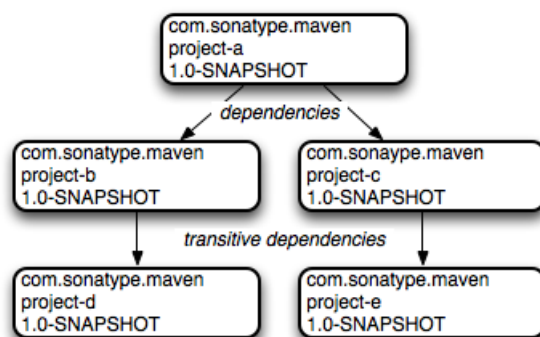 com.sonatype.maven
project-a
1.0-SNAPSHOT
dependencies
com.sonatype.maven
project-b
1.0-SNAPSHOT
com.sonaype.maven
project-c
1.0-SNAPSHOT
transitive dependencies
com.sonatype.maven
project-d
1.0-SNAPSHOT
com.sonatype.maven
project-e
1.0-SNAPSHOT